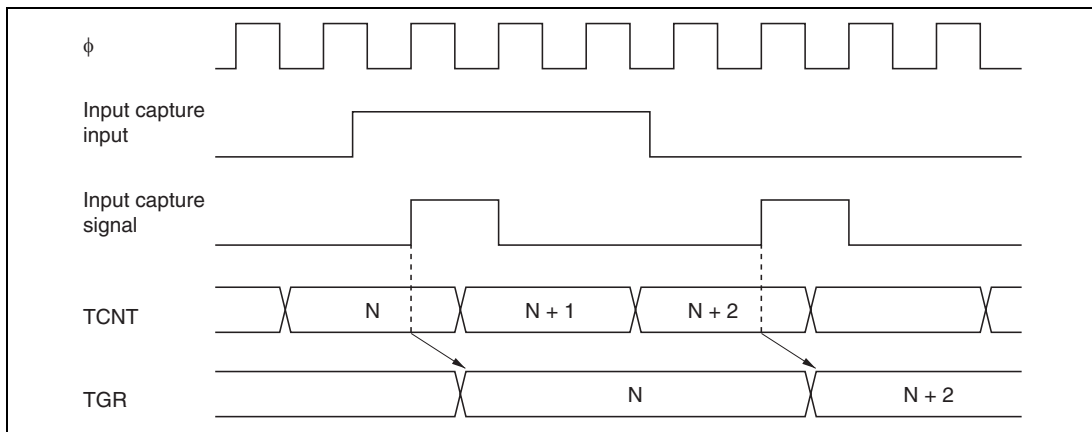 ϕ
Input capture
input
Input capture
signal
TCNT
N
N + 1
N + 2
TGR
N
N + 2